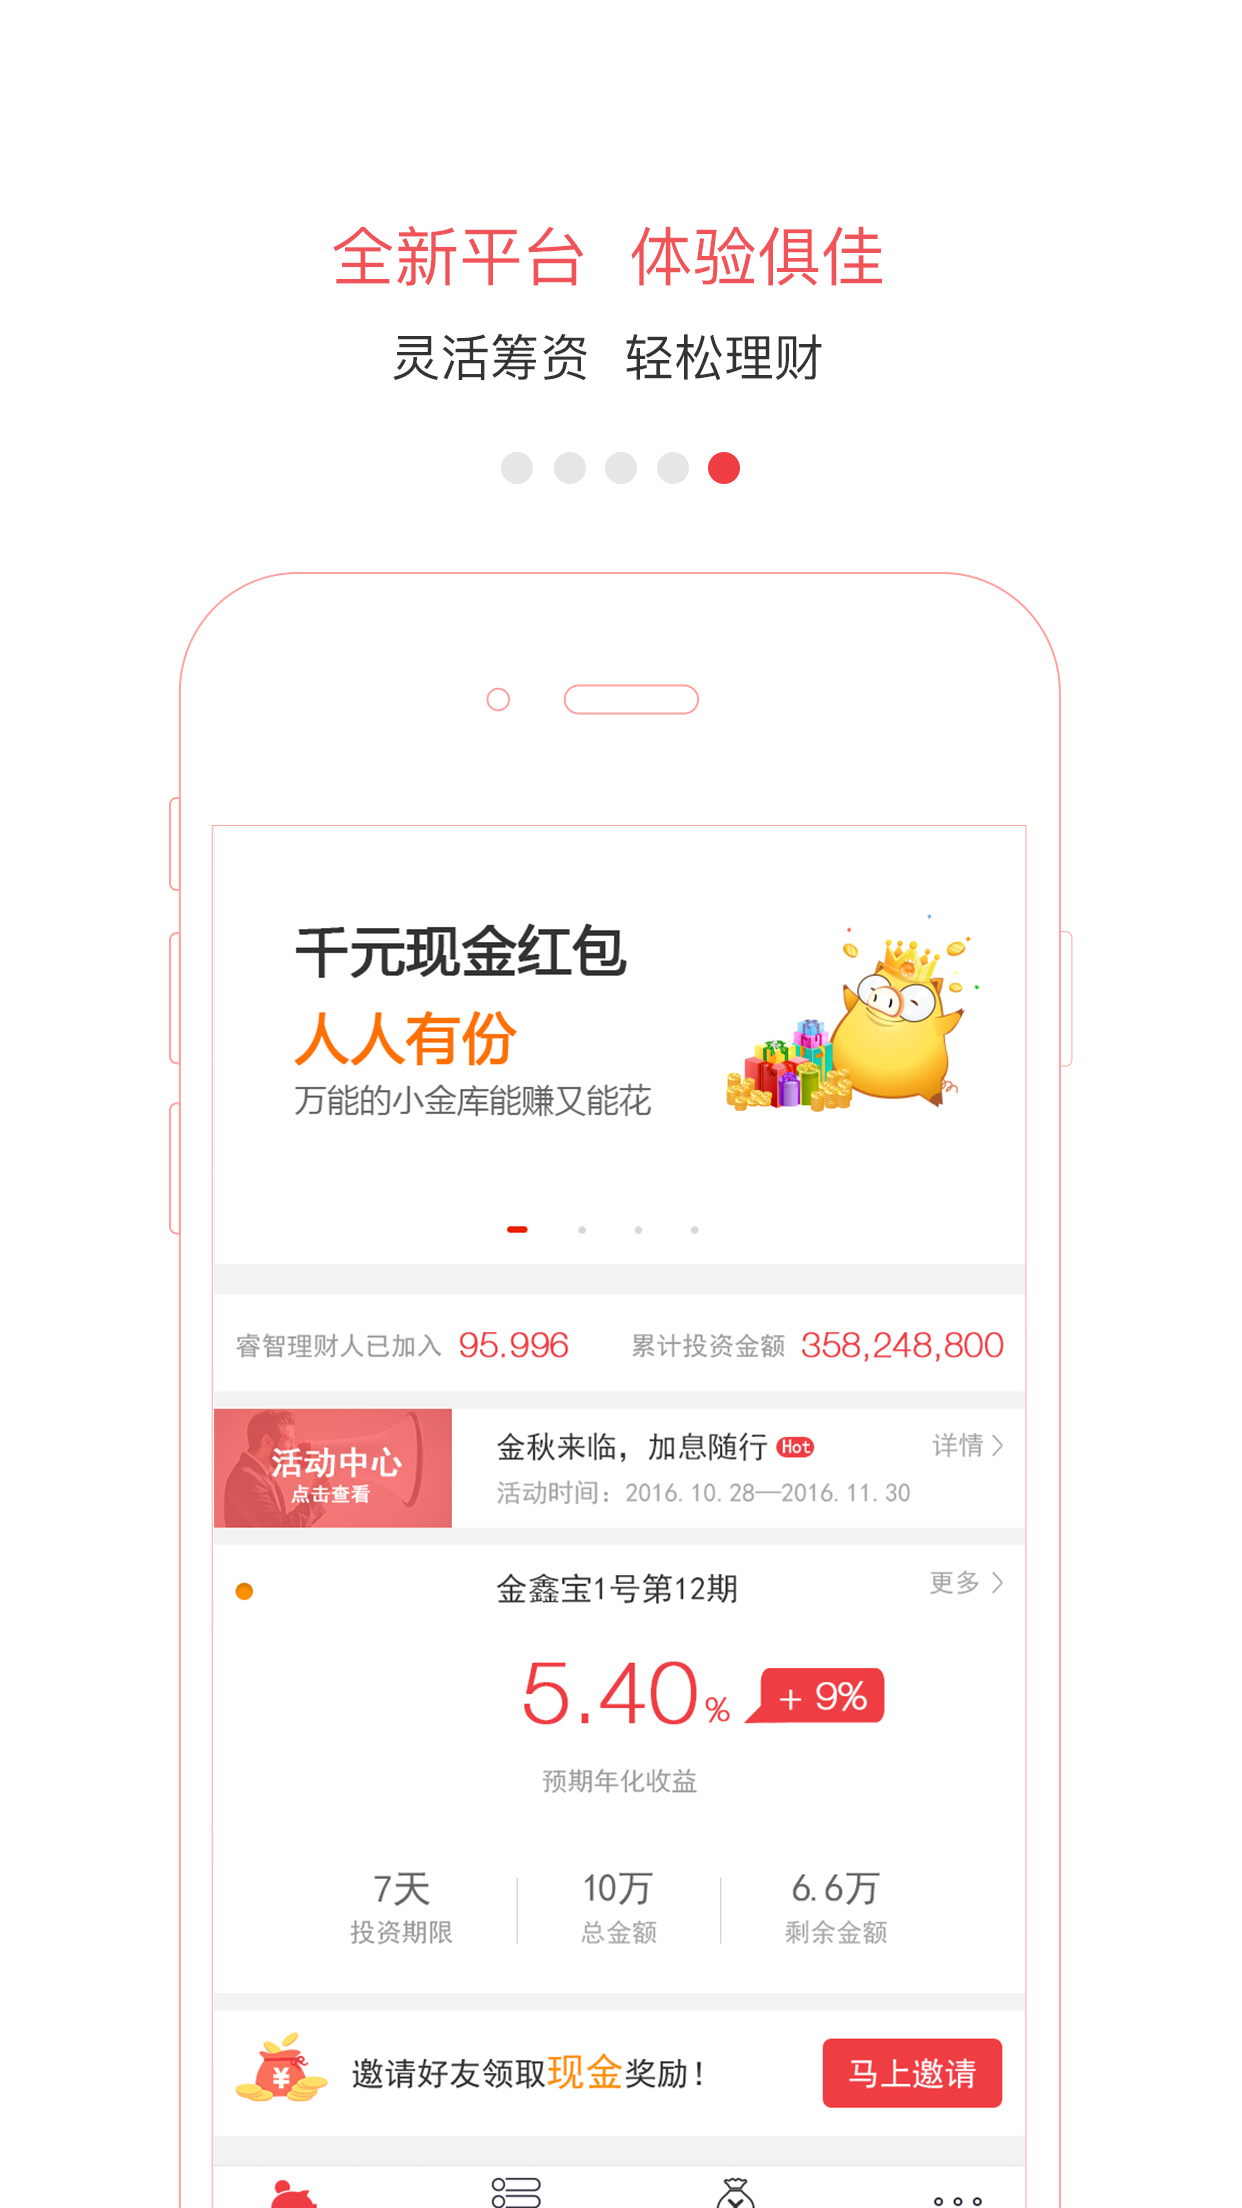 全新平台 体验俱佳
灵活筹资 轻松理财
千元现金红包
人人有份
万能的小金库能赚又能花
睿智理财人已加入 95.996 累计投资金额 358,248,800
活动中心
点击查看
金秋来临，加息随行 Hot 详情
活动时间：2016.10.28—2016.11.30
金鑫宝1号第12期 更多
5.40% + 9%
预期年化收益
7天 10万 6.6万
投资期限 总金额 剩余金额
¥ 邀请好友领取现金奖励！ 马上邀请